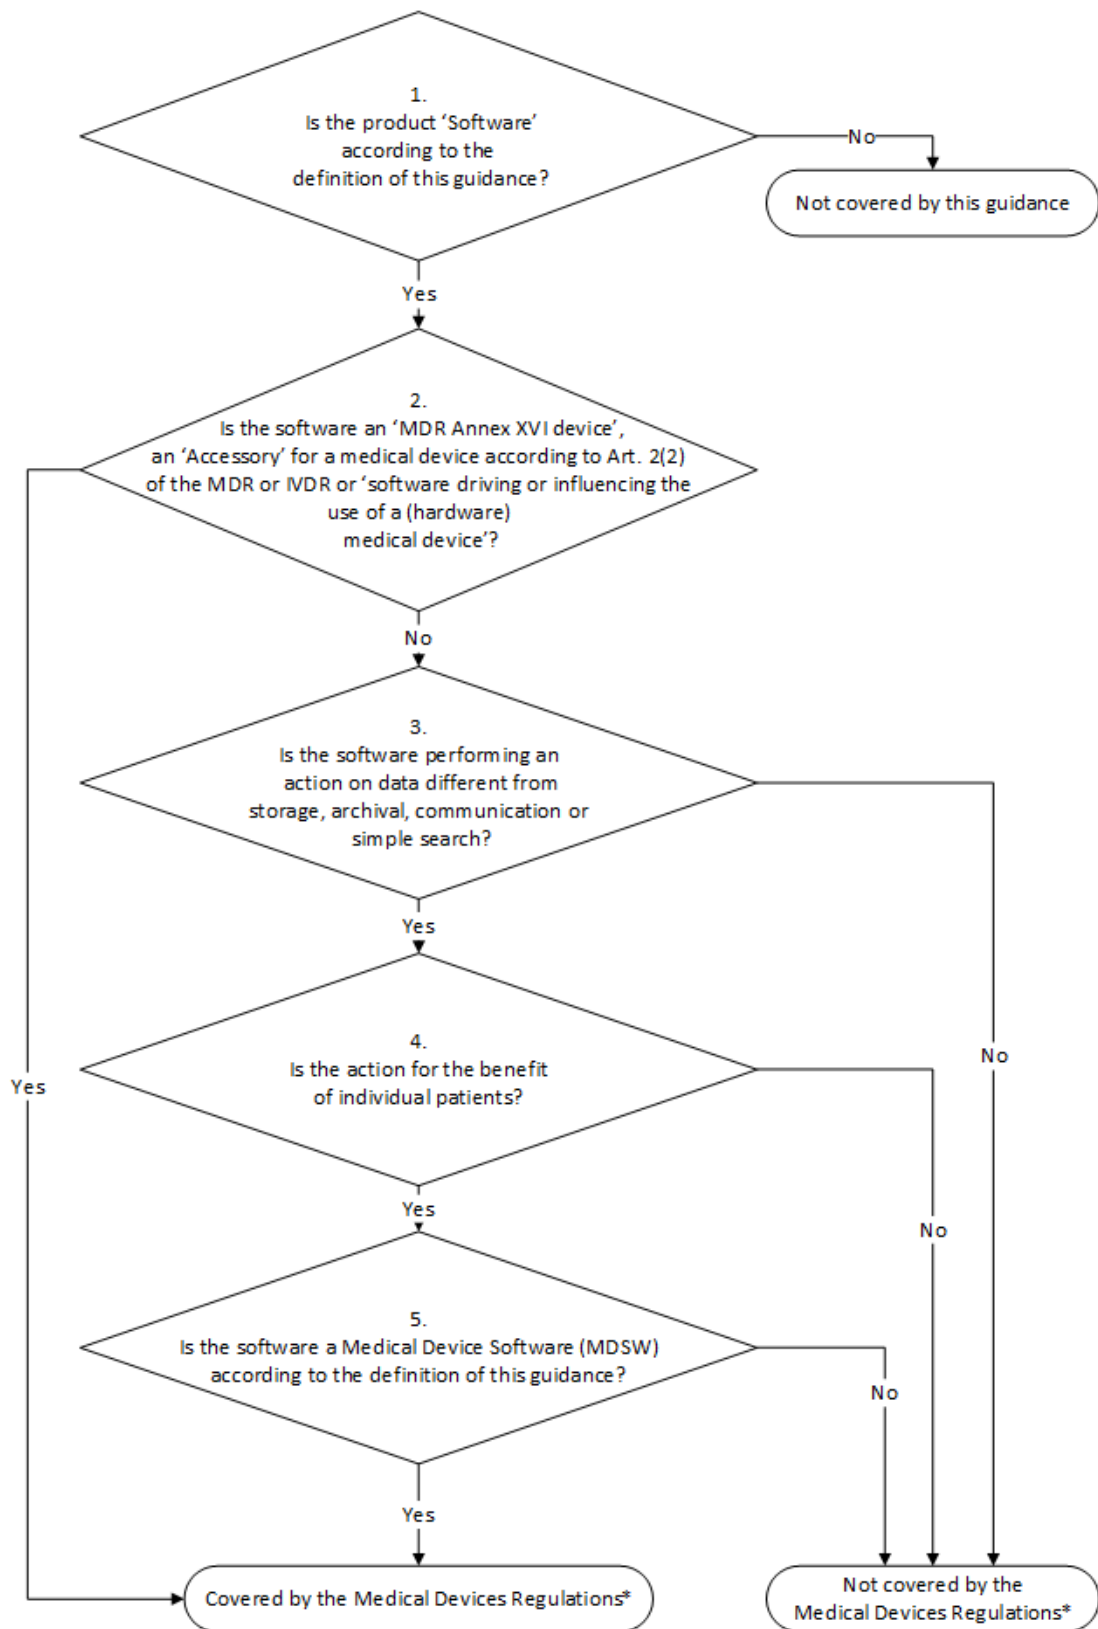 1.
Is the product ‘Software’
according to the
definition of this guidance?
No
Not covered by this guidance
Yes
2.
Is the software an ‘MDR Annex XVI device’,
an ‘Accessory’ for a medical device according to Art. 2(2)
of the MDR or IVDR or ‘software driving or influencing the
use of a (hardware)
medical device’?
No
3.
Is the software performing an
action on data different from
storage, archival, communication or
simple search?
Yes
4.
Is the action for the benefit
of individual patients?
No
Yes
Yes
No
5.
Is the software a Medical Device Software (MDSW)
according to the definition of this guidance?
No
Yes
Covered by the Medical Devices Regulations*
Not covered by the
Medical Devices Regulations*